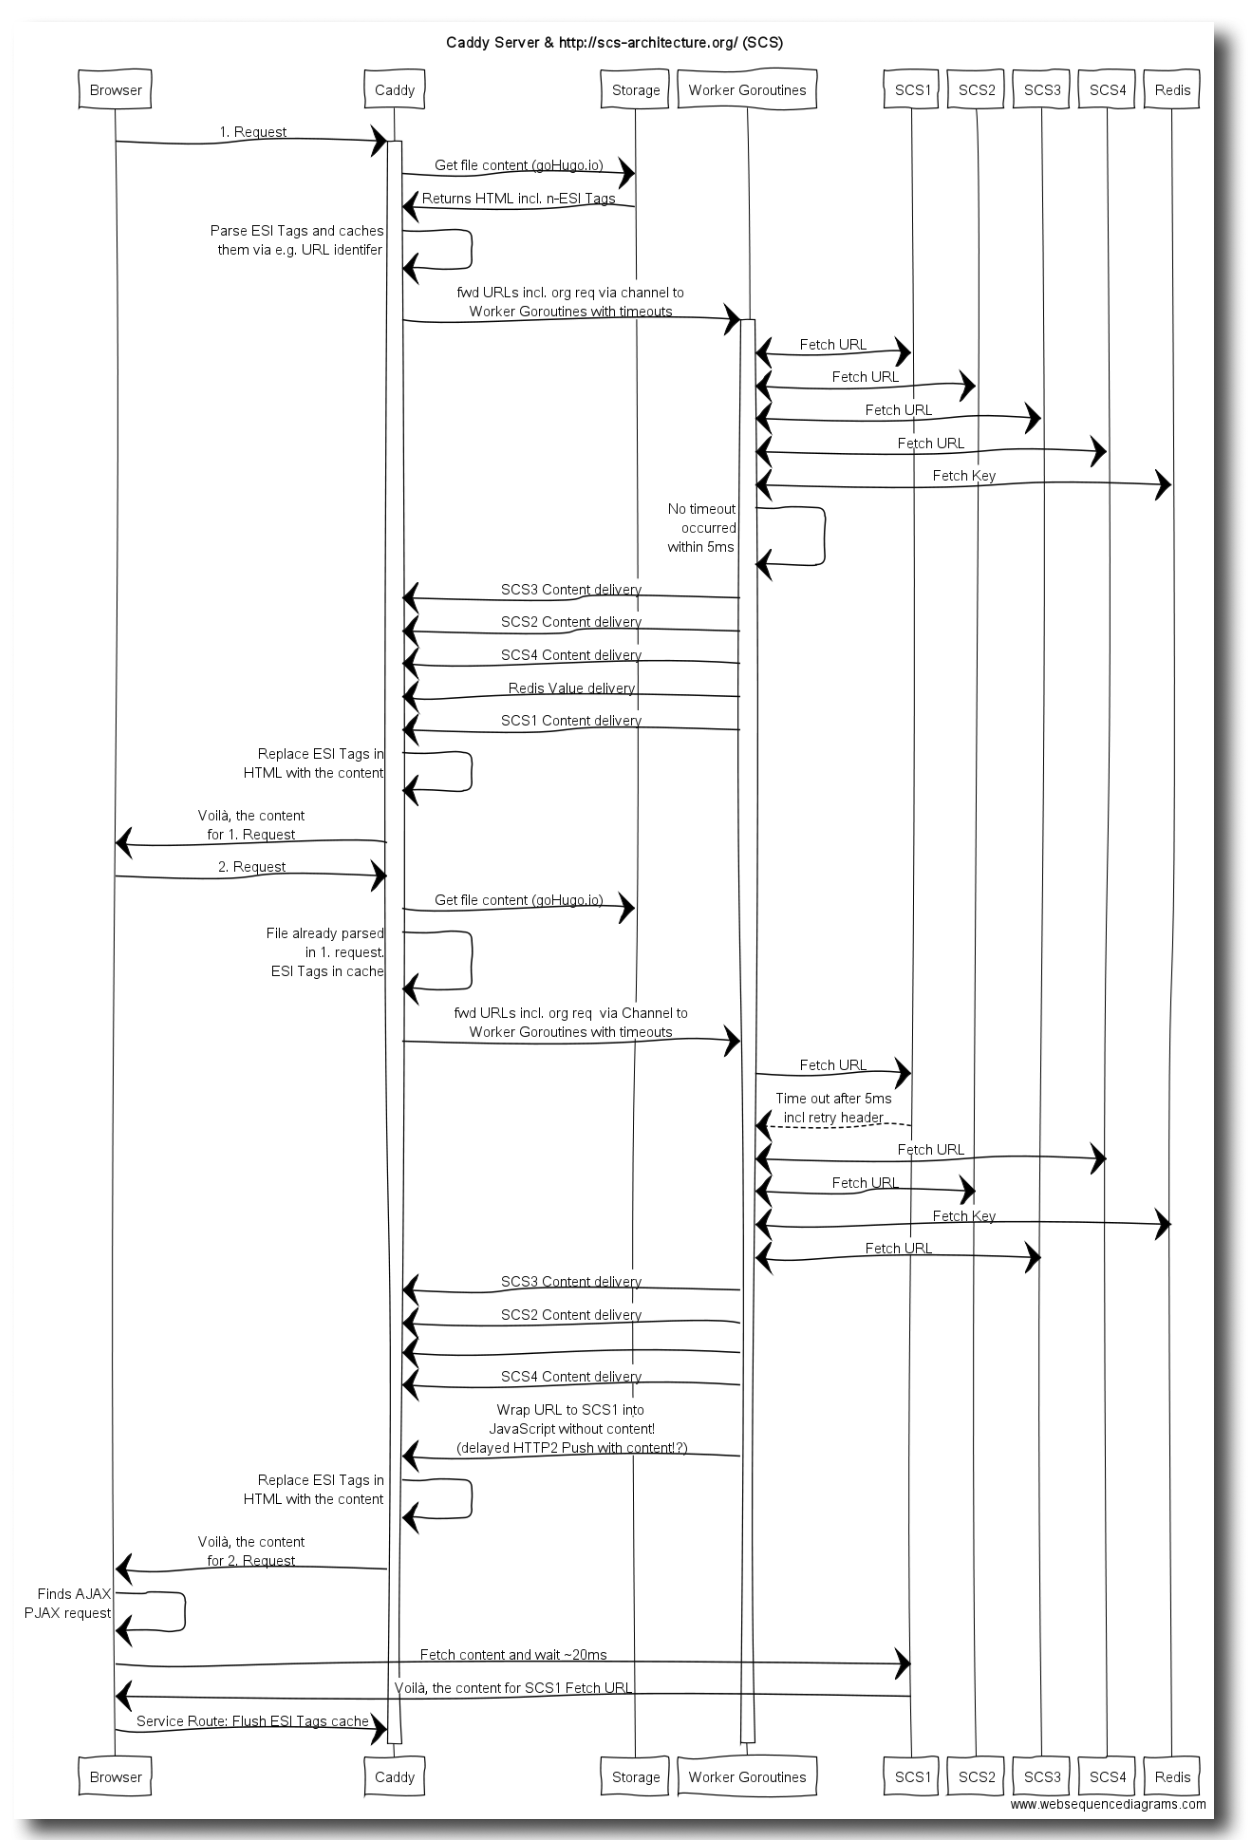 Caddy Server & http://scs-architecture.org/ (SCS)
Browser
Caddy
Storage
Worker Goroutines
SCS1
SCS2
SCS3
SCS4
Redis
1. Request
Get file content (goHugo.io)
Returns HTML incl. n-ESI Tags
Parse ESI Tags and caches
them via e.g. URL identifer
fwd URLs incl. org req via channel to
Worker Goroutines with timeouts
Fetch URL
Fetch URL
Fetch URL
Fetch URL
Fetch Key
No timeout
occurred
within 5ms
SCS3 Content delivery
SCS2 Content delivery
SCS4 Content delivery
Redis Value delivery
SCS1 Content delivery
Replace ESI Tags in
HTML with the content
Voilà, the content
for 1. Request
2. Request
Get file content (goHugo.io)
File already parsed
in 1. request.
ESI Tags in cache
fwd URLs incl. org req  via Channel to
Worker Goroutines with timeouts
Fetch URL
Time out after 5ms
incl retry header
Fetch URL
Fetch URL
Fetch Key
Fetch URL
SCS3 Content delivery
SCS2 Content delivery
SCS4 Content delivery
Wrap URL to SCS1 into
JavaScript without content!
(delayed HTTP2 Push with content!?)
Replace ESI Tags in
HTML with the content
Voilà, the content
for 2. Request
Finds AJAX
PJAX request
Fetch content and wait ~20ms
Voilà, the content for SCS1 Fetch URL
Service Route: Flush ESI Tags cache
Browser
Caddy
Storage
Worker Goroutines
SCS1
SCS2
SCS3
SCS4
Redis
www.websequencediagrams.com